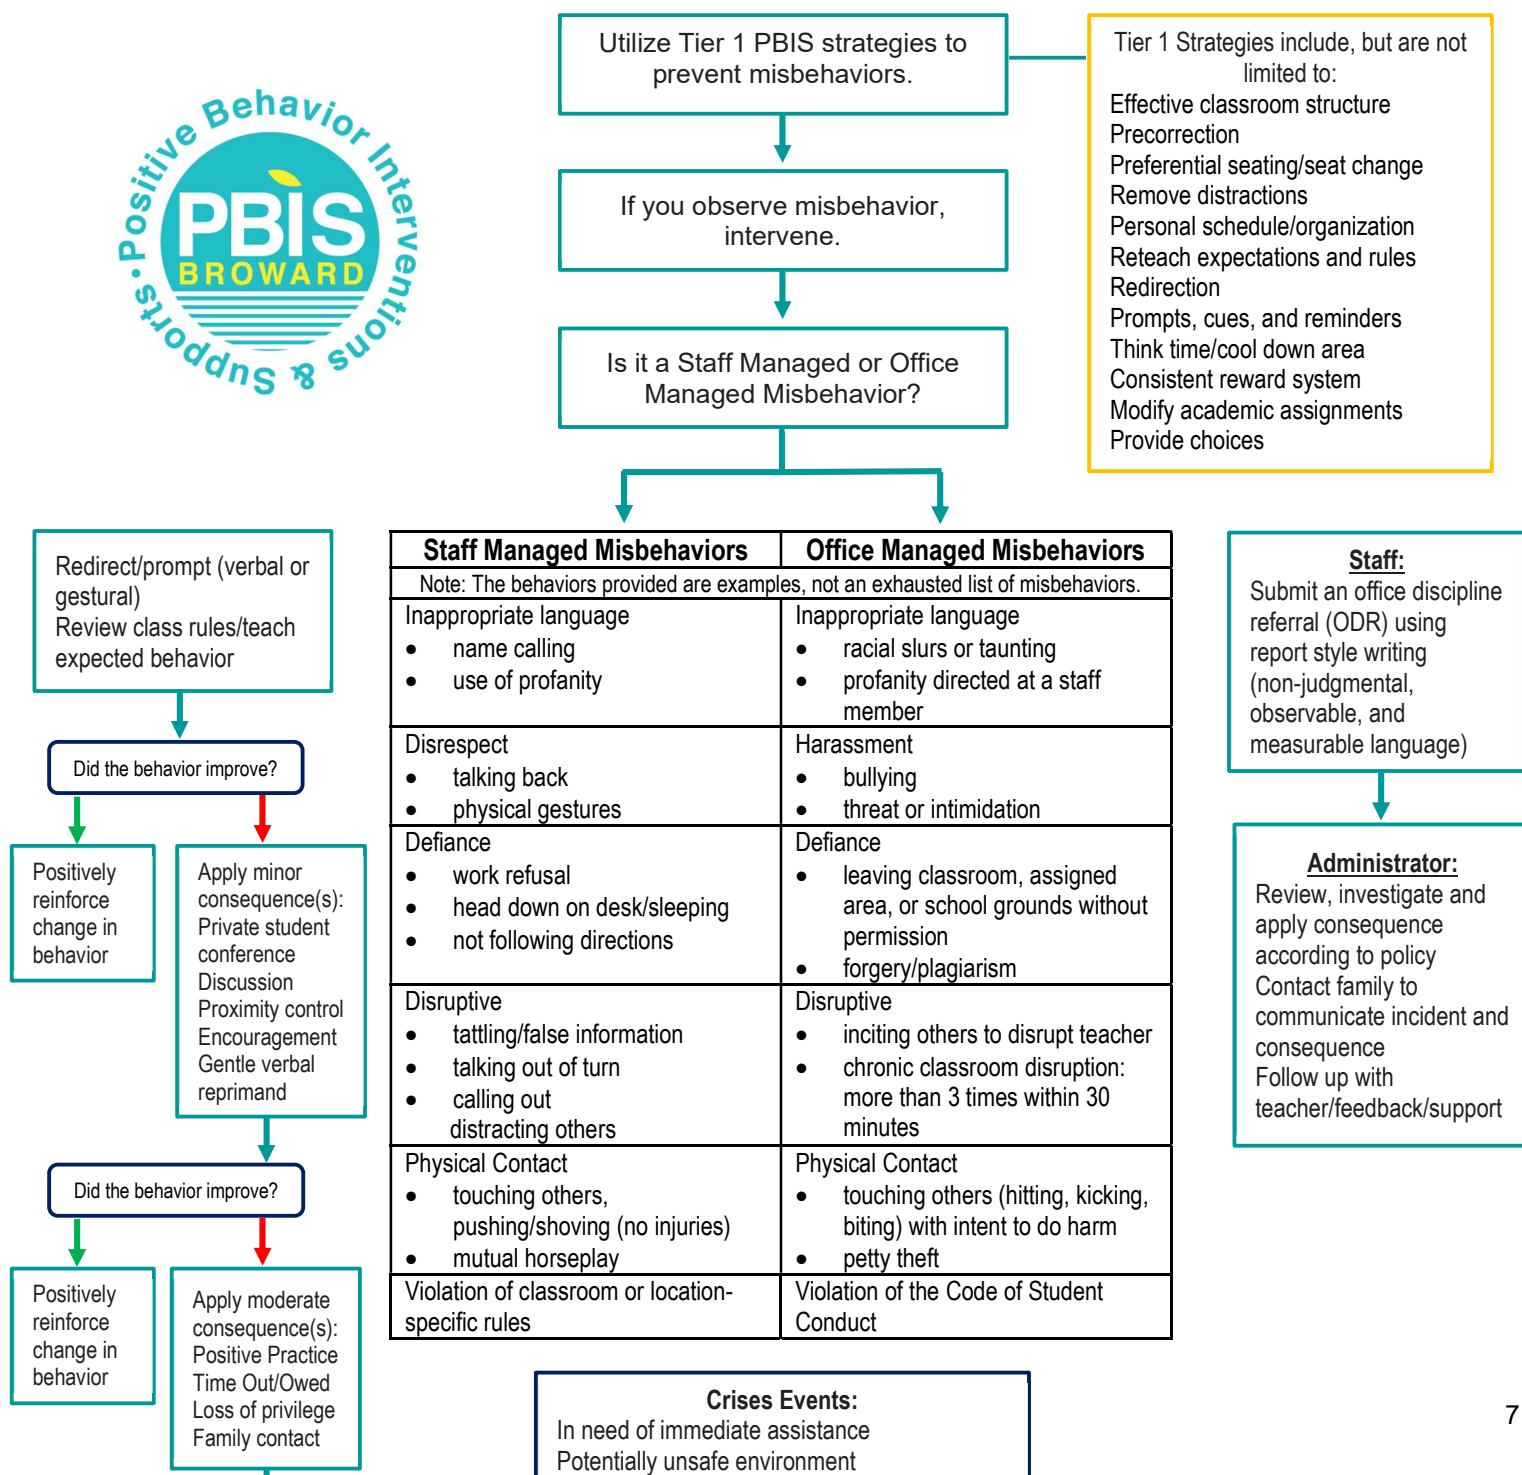 Positive Behavior Interventions & Supports •
PBIS
BROWARD
Utilize Tier 1 PBIS strategies to
prevent misbehaviors.
If you observe misbehavior,
intervene.
Is it a Staff Managed or Office
Managed Misbehavior?
Tier 1 Strategies include, but are not
limited to:
Effective classroom structure
Precorrection
Preferential seating/seat change
Remove distractions
Personal schedule/organization
Reteach expectations and rules
Redirection
Prompts, cues, and reminders
Think time/cool down area
Consistent reward system
Modify academic assignments
Provide choices
Redirect/prompt (verbal or
gestural)
Review class rules/teach
expected behavior
Did the behavior improve?
Positively
reinforce
change in
behavior
Apply minor
consequence(s):
Private student
conference
Discussion
Proximity control
Encouragement
Gentle verbal
reprimand
Did the behavior improve?
Positively
reinforce
change in
behavior
Apply moderate
consequence(s):
Positive Practice
Time Out/Owed
Loss of privilege
Family contact
Staff Managed Misbehaviors
Office Managed Misbehaviors
Note: The behaviors provided are examples, not an exhausted list of misbehaviors.
Inappropriate language
• name calling
• use of profanity
Inappropriate language
• racial slurs or taunting
• profanity directed at a staff
member
Disrespect
• talking back
• physical gestures
Harassment
• bullying
• threat or intimidation
Defiance
• work refusal
• head down on desk/sleeping
• not following directions
Defiance
• leaving classroom, assigned
area, or school grounds without
permission
• forgery/plagiarism
Disruptive
• tattling/false information
• talking out of turn
• calling out
distracting others
Disruptive
• inciting others to disrupt teacher
• chronic classroom disruption:
more than 3 times within 30
minutes
Physical Contact
• touching others,
pushing/shoving (no injuries)
• mutual horseplay
Physical Contact
• touching others (hitting, kicking,
biting) with intent to do harm
• petty theft
Violation of classroom or location-
specific rules
Violation of the Code of Student
Conduct
Staff:
Submit an office discipline
referral (ODR) using
report style writing
(non-judgmental,
observable, and
measurable language)
Administrator:
Review, investigate and
apply consequence
according to policy
Contact family to
communicate incident and
consequence
Follow up with
teacher/feedback/support
Crises Events:
In need of immediate assistance
Potentially unsafe environment
7